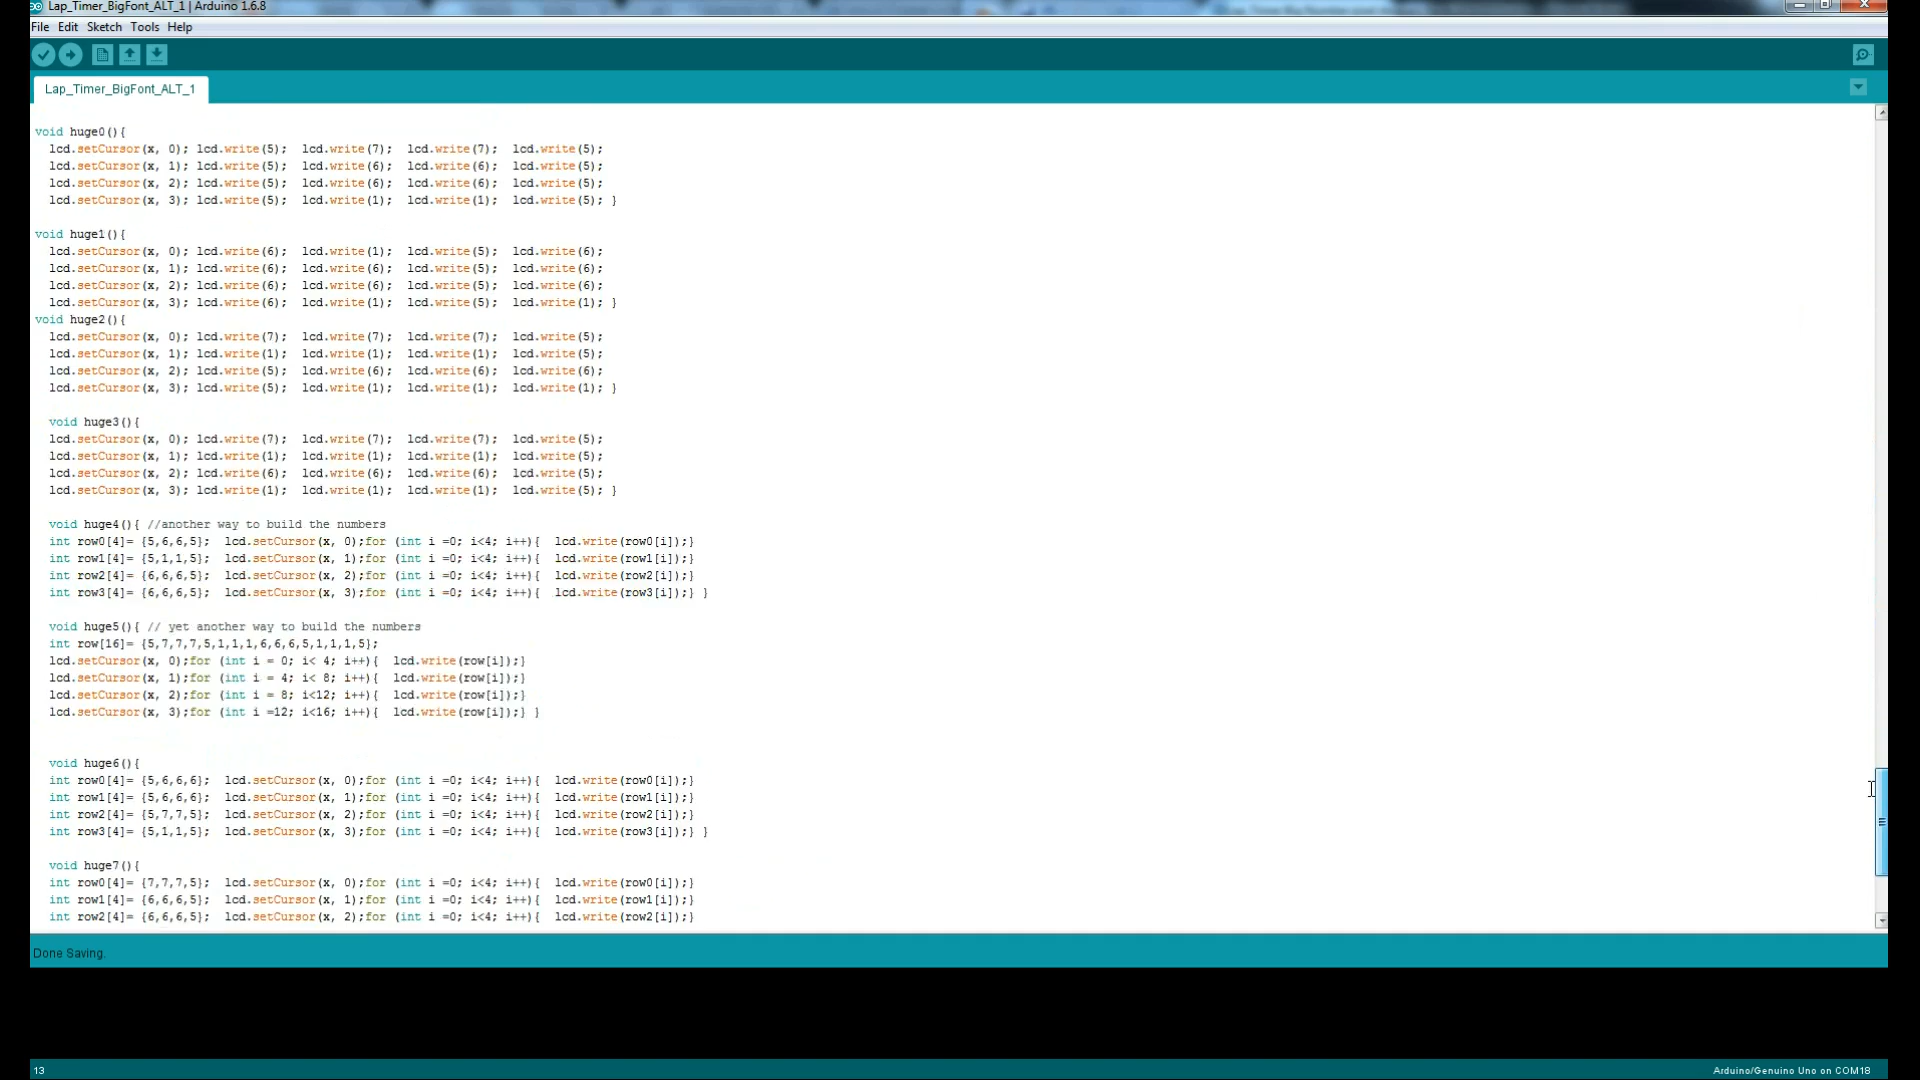 Lap_Timer_BigFont_ALT_1 | Arduino 1.6.8
File Edit Sketch Tools Help
Lap_Timer_BigFont_ALT_1
void huge0(){
lcd.setCursor(x, 0); lcd.write(5); lcd.write(7); lcd.write(7); lcd.write(5);
lcd.setCursor(x, 1); lcd.write(5); lcd.write(6); lcd.write(6); lcd.write(5);
lcd.setCursor(x, 2); lcd.write(5); lcd.write(6); lcd.write(6); lcd.write(5);
lcd.setCursor(x, 3); lcd.write(5); lcd.write(1); lcd.write(1); lcd.write(5); }
void huge1(){
lcd.setCursor(x, 0); lcd.write(6); lcd.write(1); lcd.write(5); lcd.write(6);
lcd.setCursor(x, 1); lcd.write(6); lcd.write(6); lcd.write(5); lcd.write(6);
lcd.setCursor(x, 2); lcd.write(6); lcd.write(6); lcd.write(5); lcd.write(6);
lcd.setCursor(x, 3); lcd.write(6); lcd.write(1); lcd.write(5); lcd.write(1); }
void huge2(){
lcd.setCursor(x, 0); lcd.write(7); lcd.write(7); lcd.write(7); lcd.write(5);
lcd.setCursor(x, 1); lcd.write(1); lcd.write(1); lcd.write(1); lcd.write(5);
lcd.setCursor(x, 2); lcd.write(5); lcd.write(6); lcd.write(6); lcd.write(6);
lcd.setCursor(x, 3); lcd.write(5); lcd.write(1); lcd.write(1); lcd.write(1); }
void huge3(){
lcd.setCursor(x, 0); lcd.write(7); lcd.write(7); lcd.write(7); lcd.write(5);
lcd.setCursor(x, 1); lcd.write(1); lcd.write(1); lcd.write(1); lcd.write(5);
lcd.setCursor(x, 2); lcd.write(6); lcd.write(6); lcd.write(6); lcd.write(5);
lcd.setCursor(x, 3); lcd.write(1); lcd.write(1); lcd.write(1); lcd.write(5); }
void huge4(){ //another way to build the numbers
int row0[4]= {5,6,6,5}; lcd.setCursor(x, 0);for (int i =0; i<4; i++){ lcd.write(row0[i]);}
int row1[4]= {5,1,1,5}; lcd.setCursor(x, 1);for (int i =0; i<4; i++){ lcd.write(row1[i]);}
int row2[4]= {6,6,6,5}; lcd.setCursor(x, 2);for (int i =0; i<4; i++){ lcd.write(row2[i]);}
int row3[4]= {6,6,6,5}; lcd.setCursor(x, 3);for (int i =0; i<4; i++){ lcd.write(row3[i]);} }
void huge5(){ // yet another way to build the numbers
int row[16]= {5,7,7,7,5,1,1,1,6,6,6,5,1,1,1,5};
lcd.setCursor(x, 0);for (int i = 0; i< 4; i++){ lcd.write(row[i]);}
lcd.setCursor(x, 1);for (int i = 4; i< 8; i++){ lcd.write(row[i]);}
lcd.setCursor(x, 2);for (int i = 8; i<12; i++){ lcd.write(row[i]);}
lcd.setCursor(x, 3);for (int i =12; i<16; i++){ lcd.write(row[i]);} }
void huge6(){
int row0[4]= {5,6,6,6}; lcd.setCursor(x, 0);for (int i =0; i<4; i++){ lcd.write(row0[i]);}
int row1[4]= {5,6,6,6}; lcd.setCursor(x, 1);for (int i =0; i<4; i++){ lcd.write(row1[i]);}
int row2[4]= {5,7,7,5}; lcd.setCursor(x, 2);for (int i =0; i<4; i++){ lcd.write(row2[i]);}
int row3[4]= {5,1,1,5}; lcd.setCursor(x, 3);for (int i =0; i<4; i++){ lcd.write(row3[i]);} }
void huge7(){
int row0[4]= {7,7,7,5}; lcd.setCursor(x, 0);for (int i =0; i<4; i++){ lcd.write(row0[i]);}
int row1[4]= {6,6,6,5}; lcd.setCursor(x, 1);for (int i =0; i<4; i++){ lcd.write(row1[i]);}
int row2[4]= {6,6,6,5}; lcd.setCursor(x, 2);for (int i =0; i<4; i++){ lcd.write(row2[i]);}
Done Saving.
13
Arduino/Genuino Uno on COM18